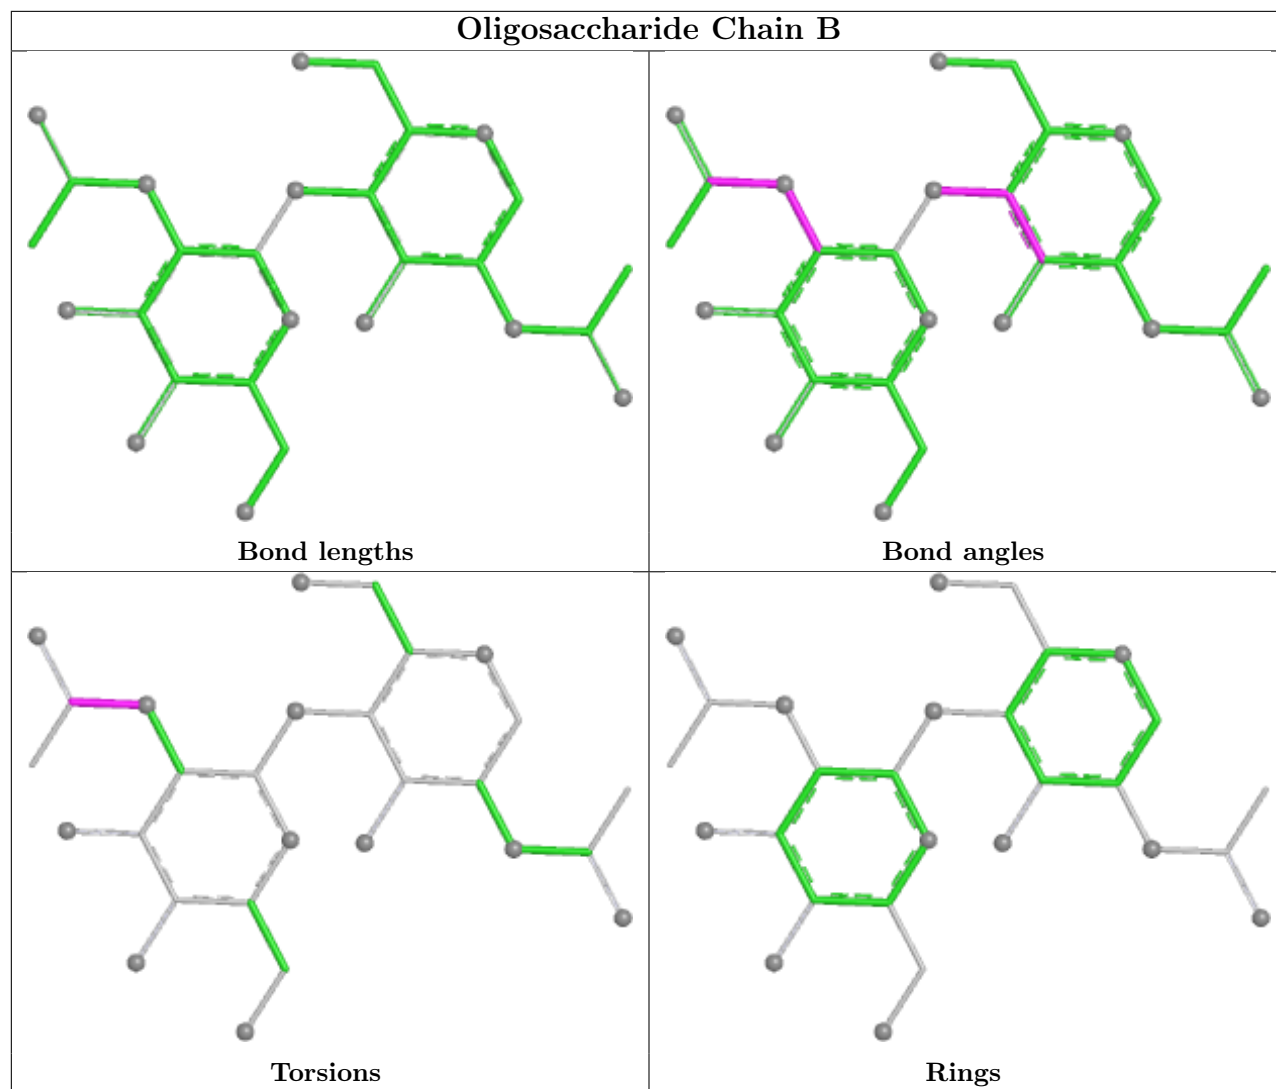 Oligosaccharide Chain B
Bond lengths
Bond angles
Torsions
Rings